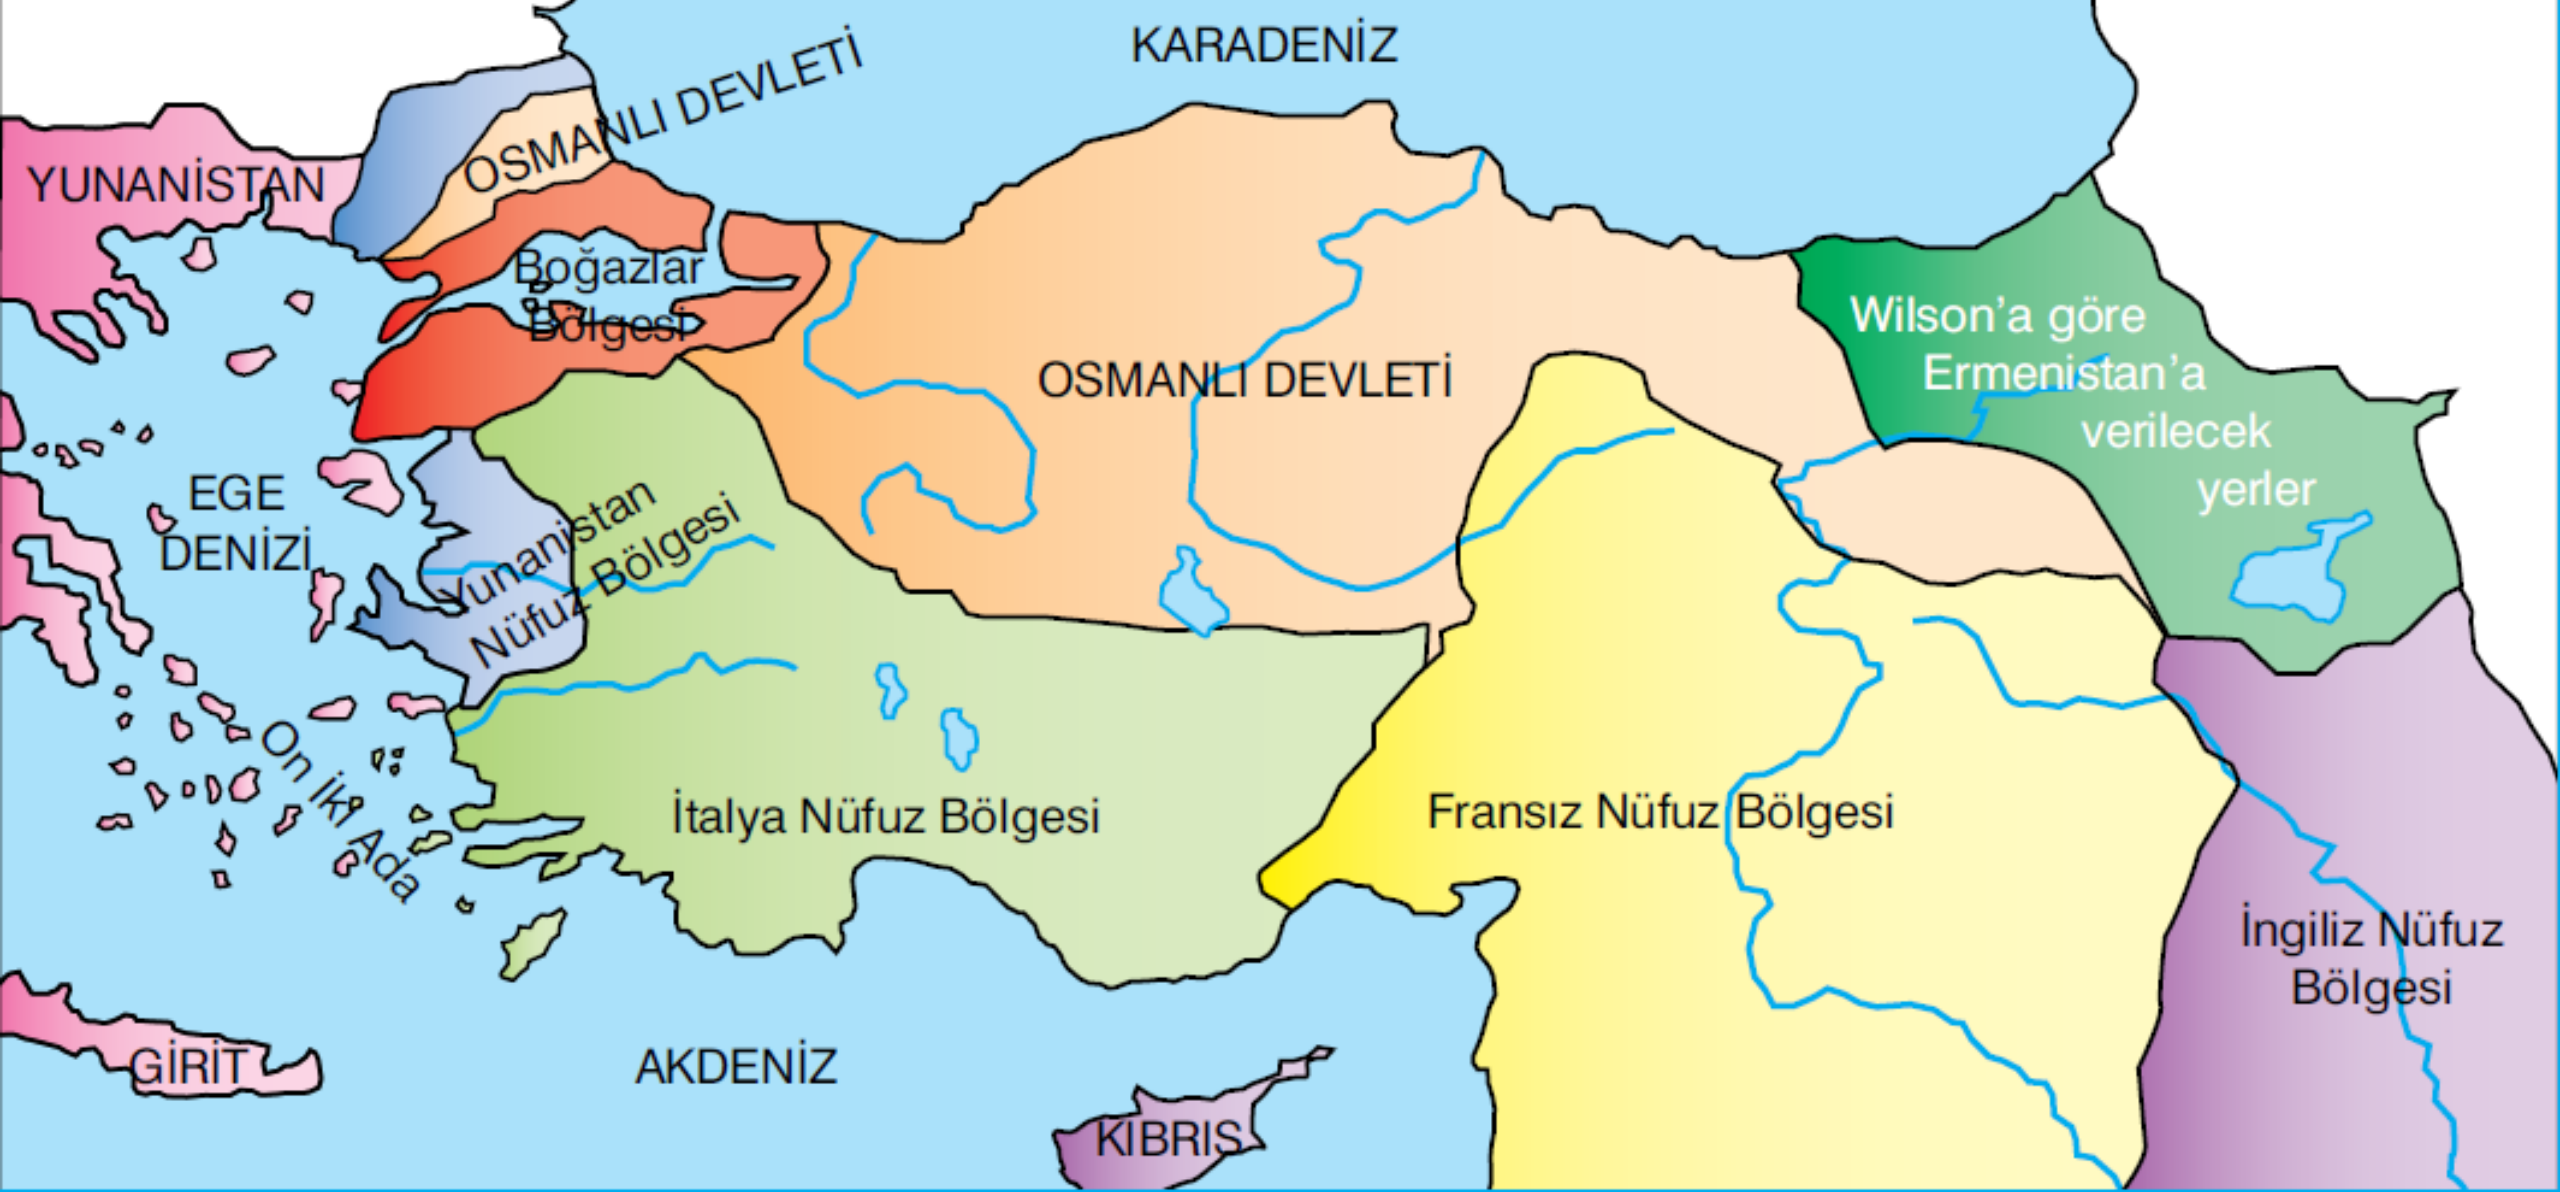 KARADENİZ
OSMANLI DEVLETİ
YUNANİSTAN
Boğazlar
Bölgesi
OSMANLI DEVLETİ
Wilson’a göre
Ermenistan’a
verilecek
yerler
EGE
DENİZİ
Yunanistan
Nüfuz Bölgesi
On İki Ada
İtalya Nüfuz Bölgesi
Fransız Nüfuz Bölgesi
İngiliz Nüfuz
Bölgesi
GİRİT
AKDENİZ
KIBRIS